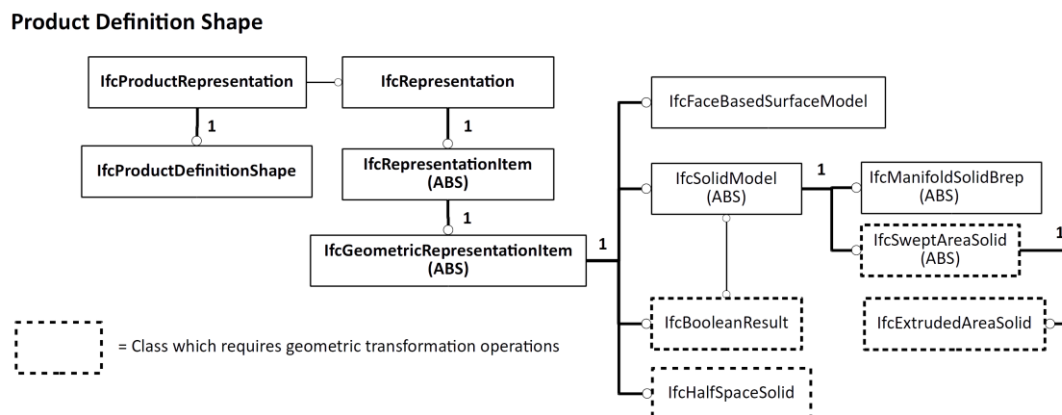 Product Definition Shape
IfcProductRepresentation
IfcRepresentation
IfcFaceBasedSurfaceModel
1
1
IfcProductDefinitionShape
IfcRepresentationItem
(ABS)
IfcSolidModel
(ABS)
1
IfcManifoldSolidBrep
(ABS)
1
IfcGeometricRepresentationItem
(ABS)
1
IfcSweptAreaSolid
(ABS)
1
IfcBooleanResult
IfcExtrudedAreaSolid
= Class which requires geometric transformation operations
IfcHalfSpaceSolid